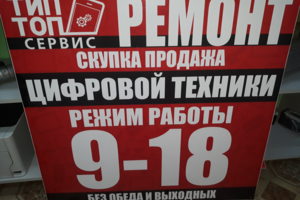 ТИП
ТОП
СЕРВИС
РЕМОНТ
СКУПКА ПРОДАЖА
ЦИФРОВОЙ ТЕХНИКИ
РЕЖИМ РАБОТЫ
9-18
БЕЗ ОБЕДА И ВЫХОДНЫХ